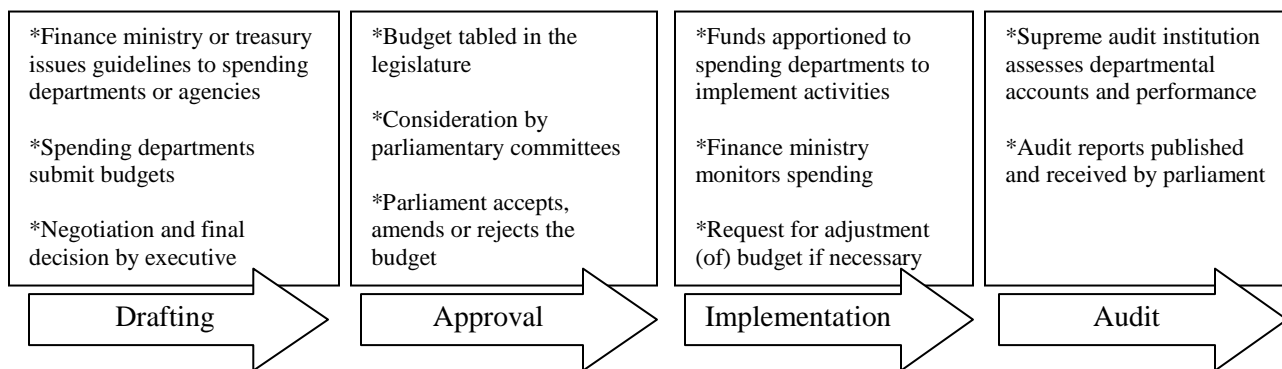 *Finance ministry or treasury
issues guidelines to spending
departments or agencies
*Spending departments
submit budgets
*Negotiation and final
decision by executive
Drafting
*Budget tabled in the
legislature
*Consideration by
parliamentary committees
*Parliament accepts,
amends or rejects the
budget
Approval
*Funds apportioned to
spending departments to
implement activities
*Finance ministry
monitors spending
*Request for adjustment
(of) budget if necessary
Implementation
*Supreme audit institution
assesses departmental
accounts and performance
*Audit reports published
and received by parliament
Audit